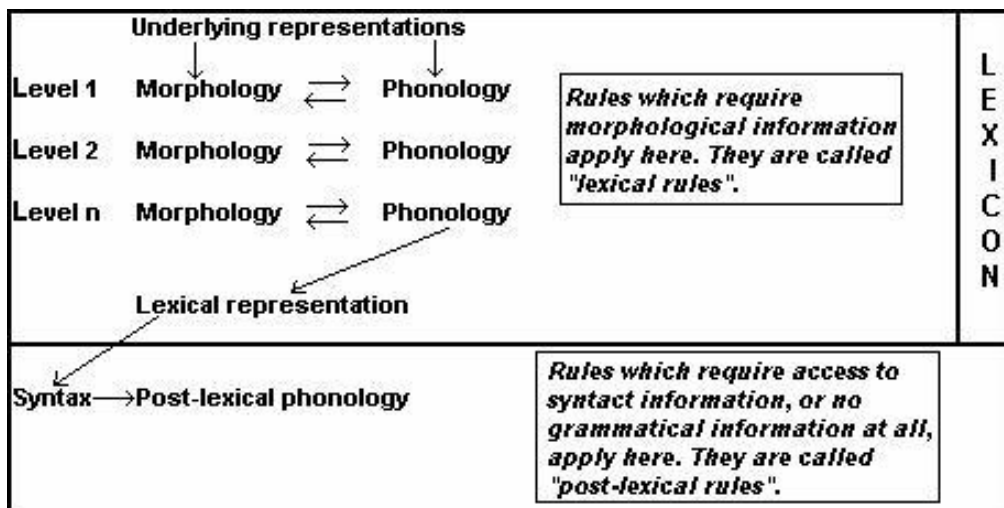 Underlying representations
Level 1 Morphology Phonology
Level 2 Morphology Phonology
Level n Morphology Phonology
Rules which require
morphological information
apply here. They are called
"lexical rules".
L
E
X
I
C
O
N
Lexical representation
Syntax Post-lexical phonology
Rules which require access to
syntact information, or no
grammatical information at all,
apply here. They are called
"post-lexical rules".